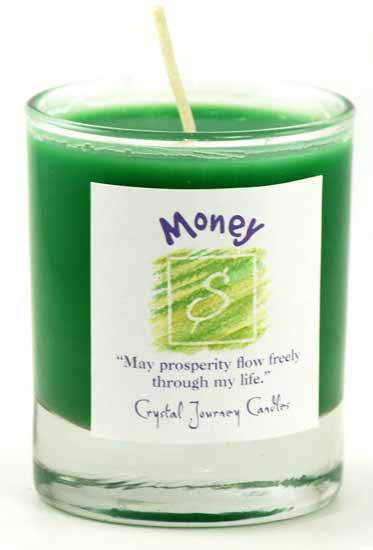 Money
$
“May prosperity flow freely
through my life.”
Crystal Journey Candles